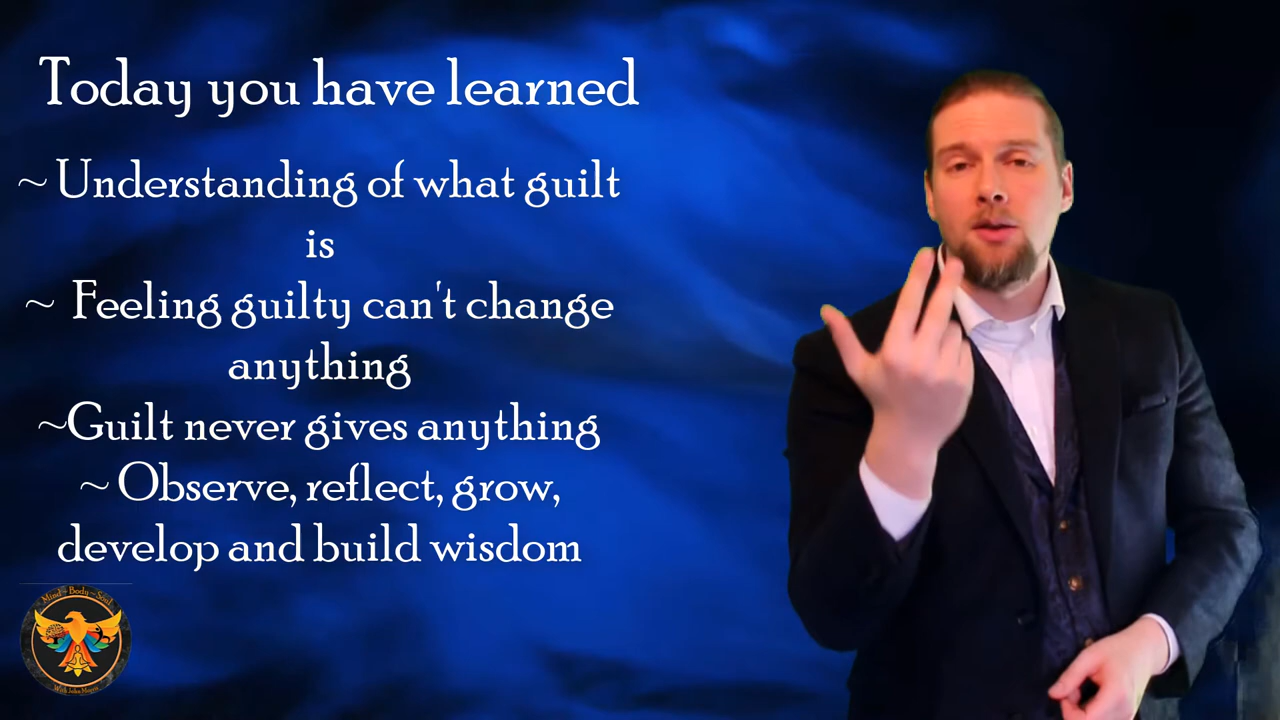 Today you have learned
~ Understanding of what guilt
is
~ Feeling guilty can't change
anything
~Guilt never gives anything
~ Observe, reflect, grow,
develop and build wisdom
Mind ~ Body ~ Soul